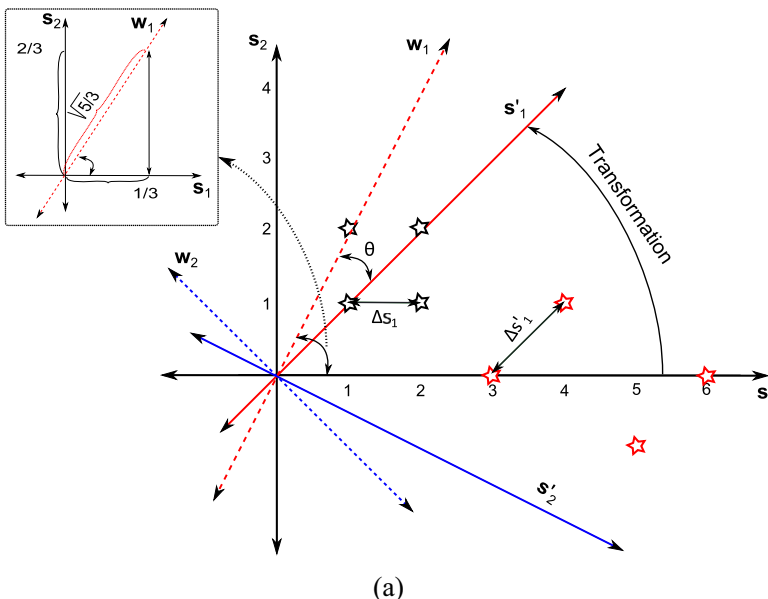 s2
w1
2/3
√5/3
1/3
s1
s2
w1
4
s'1
3
Transformation
2
θ
w2
1
Δs1
Δs'1
1
2
3
4
5
6
s
s'2
(a)